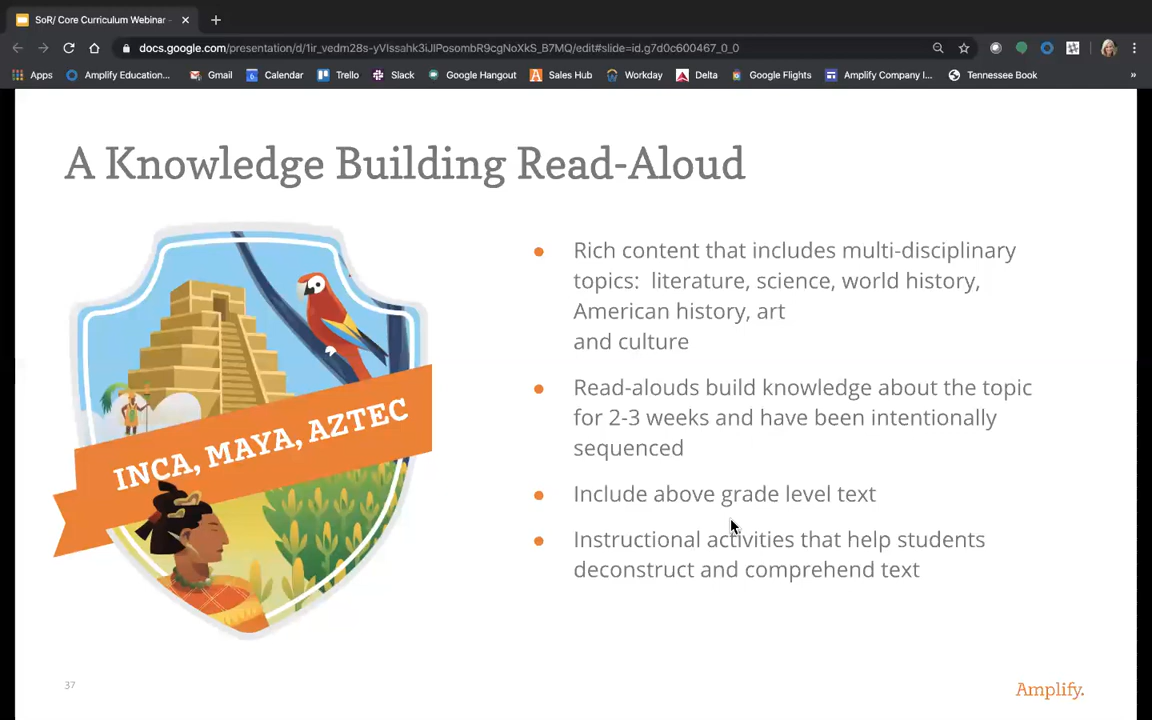 SoR/ Core Curriculum Webinar -
docs.google.com/presentation/d/1ir_vedm28s-yVlssahk3iJlPosombR9cgNoXkS_B7MQ/edit#slide=id.g7d0c600467_0_0
Apps Amplify Education... Gmail Calendar Trello Slack Google Hangout Sales Hub Workday Delta Google Flights Amplify Company I... Tennessee Book »
A Knowledge Building Read-Aloud
INCA, MAYA, AZTEC
● Rich content that includes multi-disciplinary
topics: literature, science, world history,
American history, art
and culture
● Read-alouds build knowledge about the topic
for 2-3 weeks and have been intentionally
sequenced
● Include above grade level text
● Instructional activities that help students
deconstruct and comprehend text
37
Amplify.